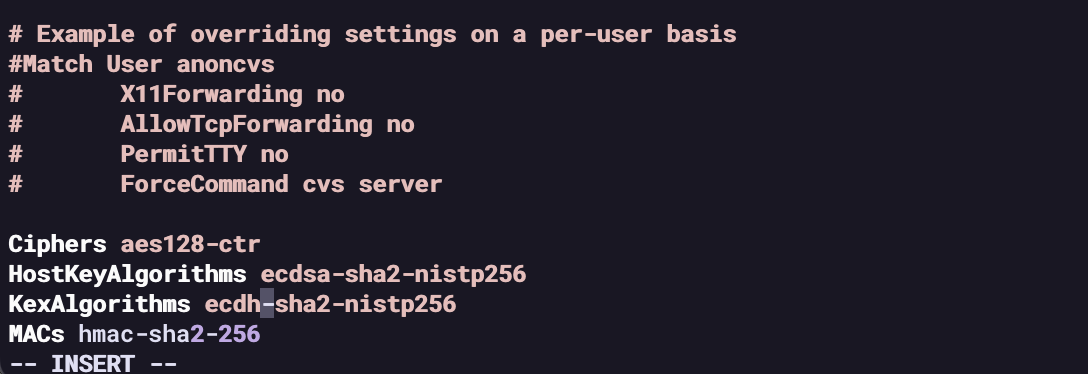 # Example of overriding settings on a per-user basis
#Match User anoncvs
#       X11Forwarding no
#       AllowTcpForwarding no
#       PermitTTY no
#       ForceCommand cvs server

Ciphers aes128-ctr
HostKeyAlgorithms ecdsa-sha2-nistp256
KexAlgorithms ecdh-sha2-nistp256
MACs hmac-sha2-256
-- INSERT --